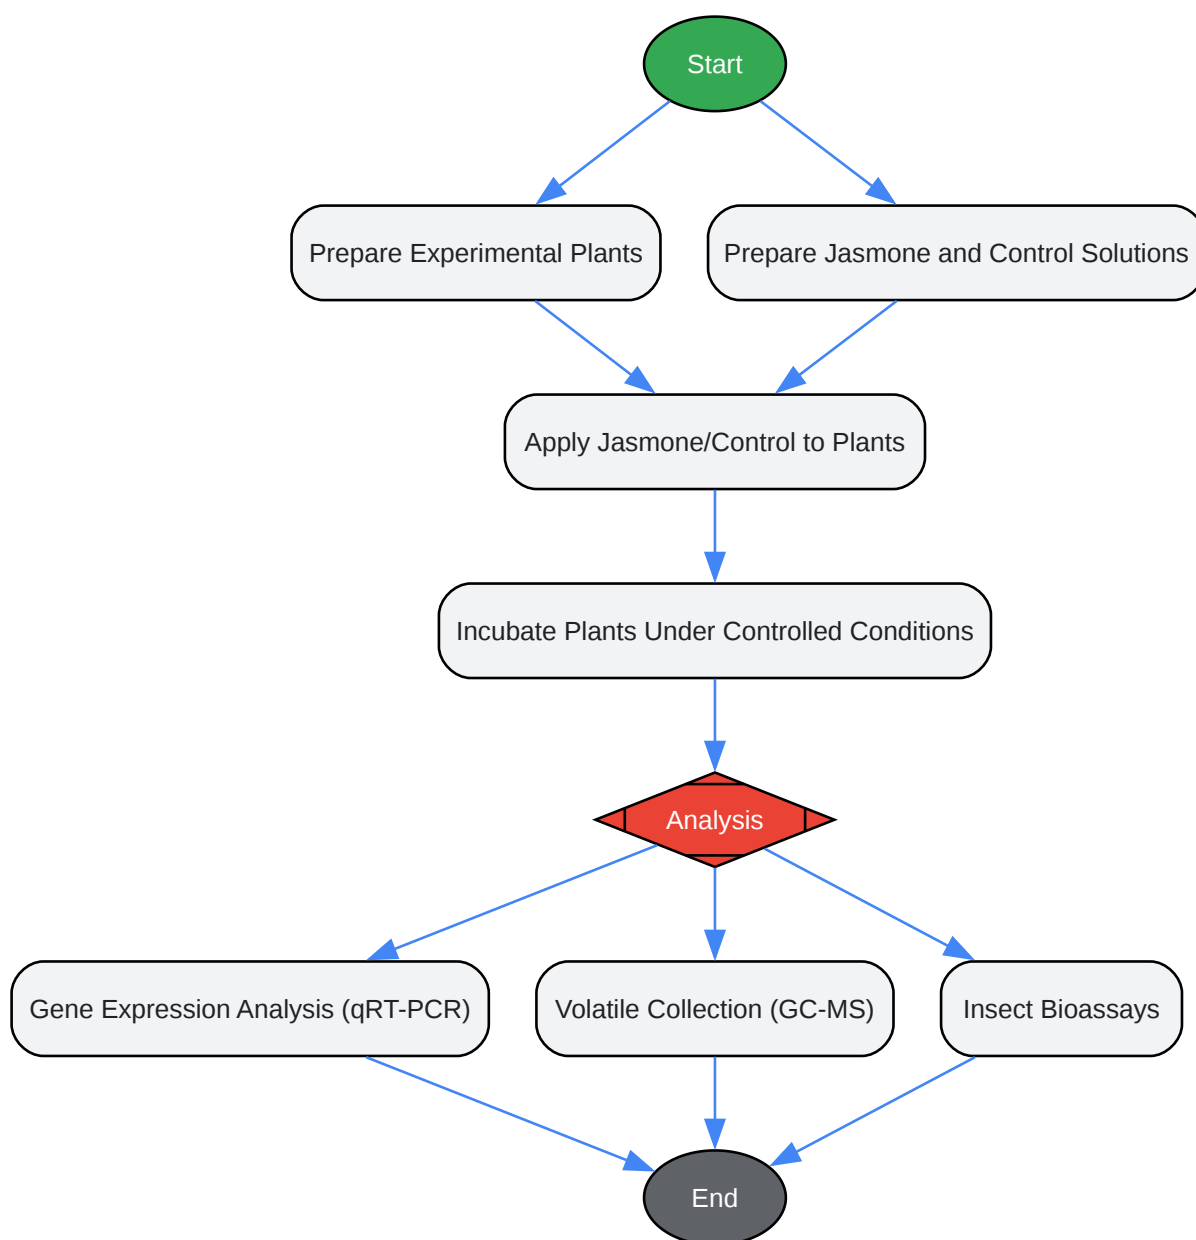 Start
Prepare Experimental Plants
Prepare Jasmone and Control Solutions
Apply Jasmone/Control to Plants
Incubate Plants Under Controlled Conditions
Analysis
Gene Expression Analysis (qRT-PCR)
Volatile Collection (GC-MS)
Insect Bioassays
End